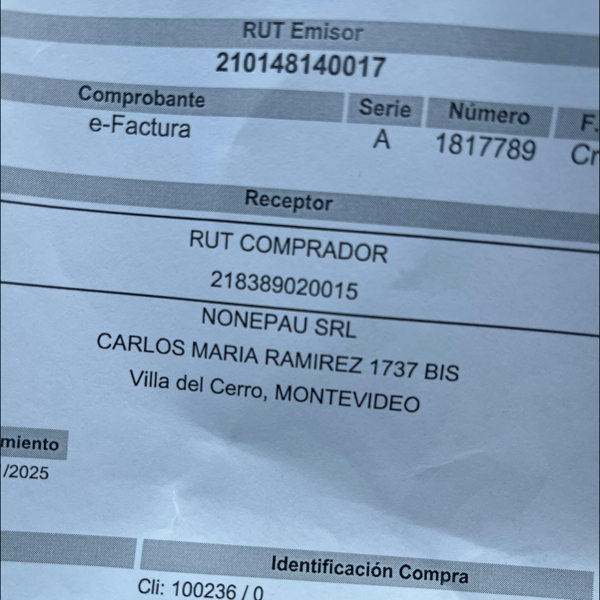 RUT Emisor
210148140017
Comprobante Serie Número F.
e-Factura A 1817789 Cr
Receptor
RUT COMPRADOR
218389020015
NONEPAU SRL
CARLOS MARIA RAMIREZ 1737 BIS
Villa del Cerro, MONTEVIDEO
miento
/2025
Identificación Compra
Cli: 100236 / 0